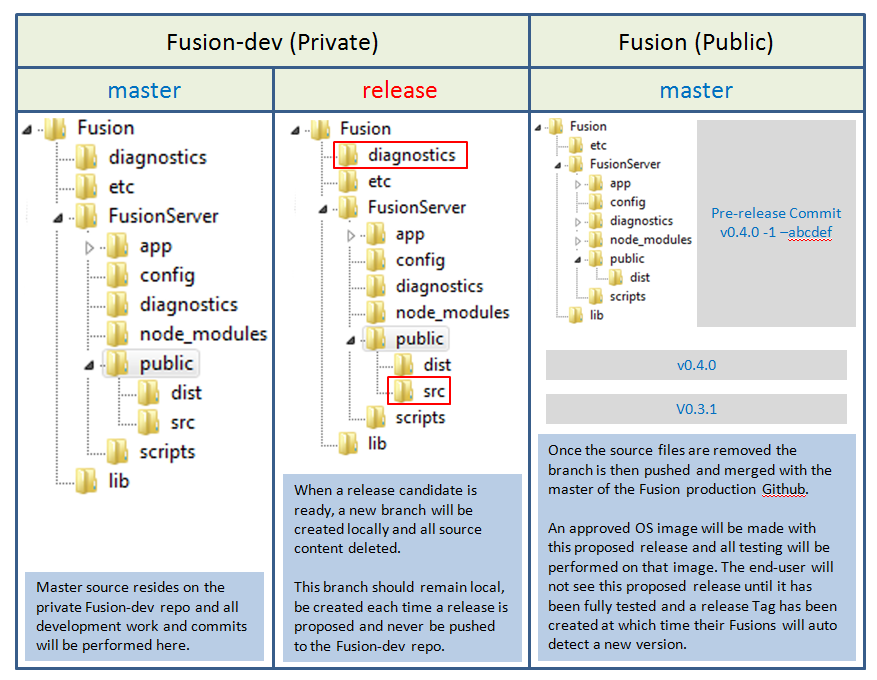 Fusion-dev (Private)
Fusion (Public)
master
release
master
Fusion
diagnostics
etc
FusionServer
app
config
diagnostics
node_modules
public
dist
src
scripts
lib
Master source resides on the
private Fusion-dev repo and all
development work and commits
will be performed here.
Fusion
diagnostics
etc
FusionServer
app
config
diagnostics
node_modules
public
dist
src
scripts
lib
When a release candidate is
ready, a new branch will be
created locally and all source
content deleted.
This branch should remain local,
be created each time a release is
proposed and never be pushed
to the Fusion-dev repo.
Fusion
etc
FusionServer
app
config
diagnostics
node_modules
public
dist
scripts
lib
Pre-release Commit
v0.4.0 -1 –abcdef
v0.4.0
V0.3.1
Once the source files are removed the
branch is then pushed and merged with the
master of the Fusion production Github.
An approved OS image will be made with
this proposed release and all testing will be
performed on that image. The end-user will
not see this proposed release until it has
been fully tested and a release Tag has been
created at which time their Fusions will auto
detect a new version.